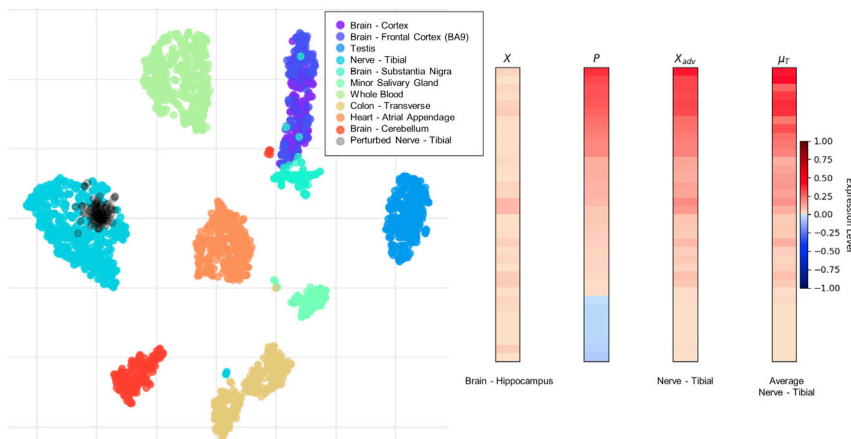 Brain - Cortex
Brain - Frontal Cortex (BA9)
Testis
Nerve - Tibial
Brain - Substantia Nigra
Minor Salivary Gland
Whole Blood
Colon - Transverse
Heart - Atrial Appendage
Brain - Cerebellum
Perturbed Nerve - Tibial
X
P
X_adv
μ_T
1.00
0.75
0.50
0.25
0.00
−0.25
−0.50
−0.75
−1.00
Expression Level
Brain - Hippocampus
Nerve - Tibial
Average
Nerve - Tibial